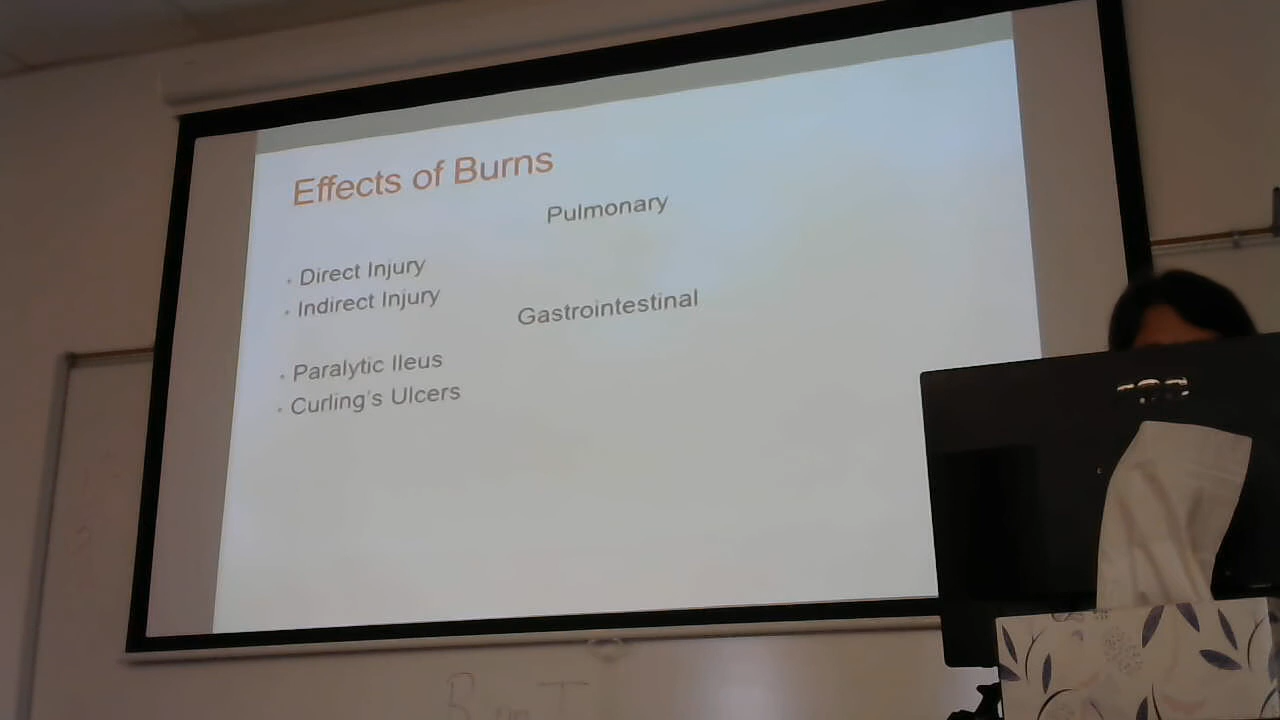 Effects of Burns
Pulmonary
• Direct Injury
• Indirect Injury
Gastrointestinal
• Paralytic Ileus
• Curling's Ulcers